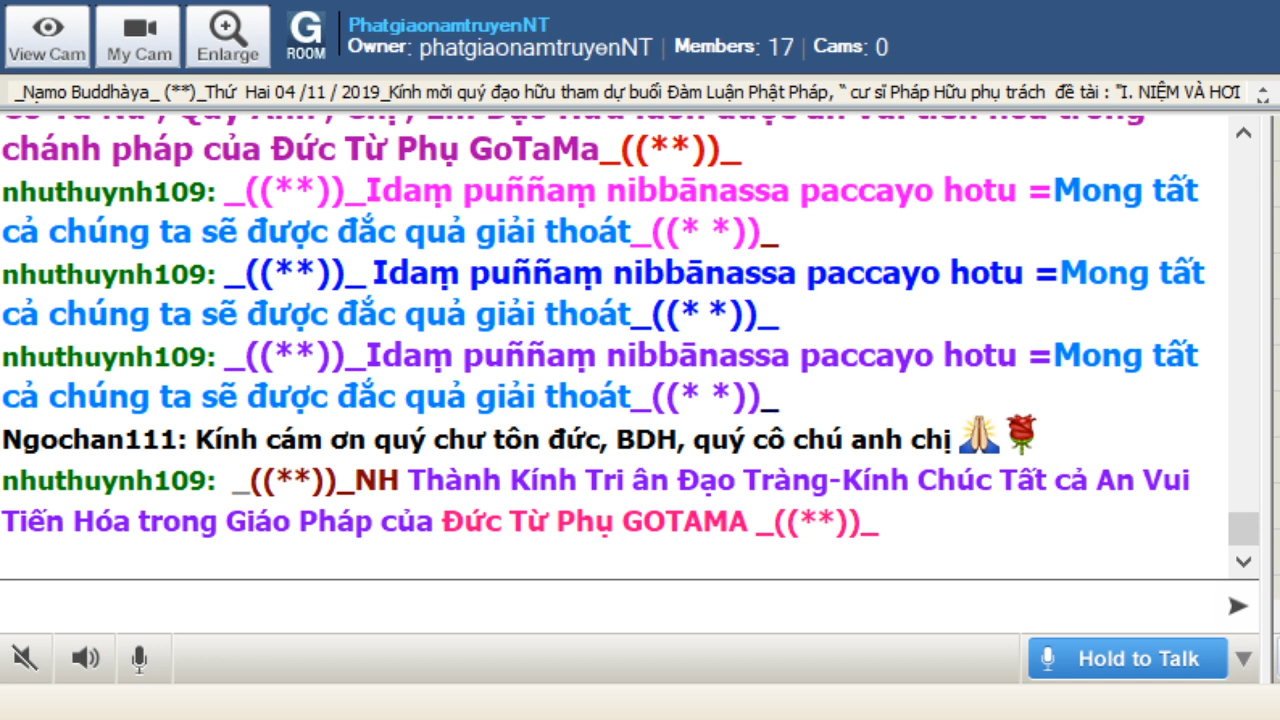 View Cam
My Cam
Enlarge
G
ROOM
PhatgiaonamtruyenNT
Owner: phatgiaonamtruyenNT | Members: 17 | Cams: 0
_Nạmo Buddhàya_ (**)_Thứ Hai 04 /11 / 2019_Kính mời quý đạo hữu tham dự buổi Đàm Luận Phật Pháp, “ cư sĩ Pháp Hữu phụ trách đề tài : "I. NIỆM VÀ HƠI
chánh pháp của Đức Từ Phụ GoTaMa_((**))_
nhuthuynh109: _((**))_Idaṃ puññaṃ nibbānassa paccayo hotu =Mong tất
cả chúng ta sẽ được đắc quả giải thoát_((* *))_
nhuthuynh109: _((**))_ Idaṃ puññaṃ nibbānassa paccayo hotu =Mong tất
cả chúng ta sẽ được đắc quả giải thoát_((* *))_
nhuthuynh109: _((**))_Idaṃ puññaṃ nibbānassa paccayo hotu =Mong tất
cả chúng ta sẽ được đắc quả giải thoát_((* *))_
Ngochan111: Kính cám ơn quý chư tôn đức, BDH, quý cô chú anh chị 🙏🌹
nhuthuynh109: _((**))_NH Thành Kính Tri ân Đạo Tràng-Kính Chúc Tất cả An Vui
Tiến Hóa trong Giáo Pháp của Đức Từ Phụ GOTAMA _((**))_
Hold to Talk